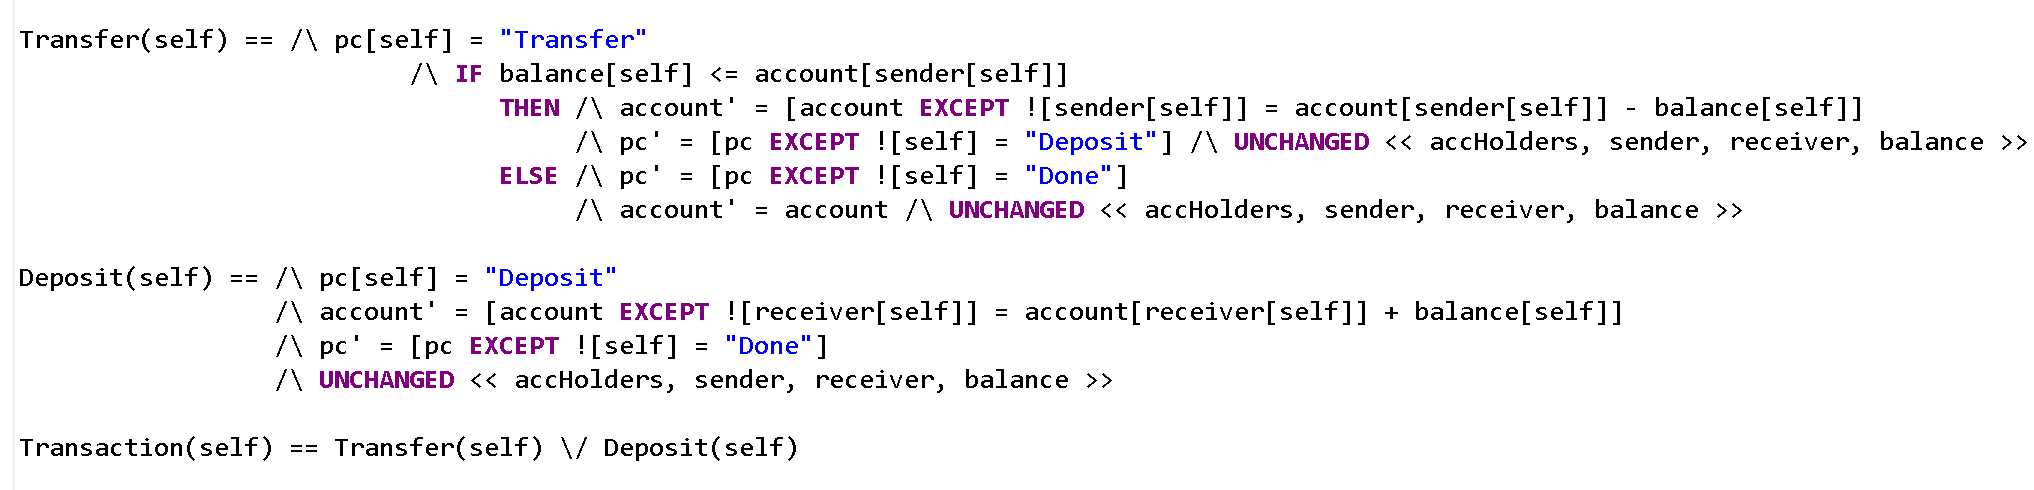 Transfer(self) == /\ pc[self] = "Transfer"
/\ IF balance[self] <= account[sender[self]]
THEN /\ account' = [account EXCEPT ![sender[self]] = account[sender[self]] - balance[self]]
/\ pc' = [pc EXCEPT ![self] = "Deposit"] /\ UNCHANGED << accHolders, sender, receiver, balance >>
ELSE /\ pc' = [pc EXCEPT ![self] = "Done"]
/\ account' = account /\ UNCHANGED << accHolders, sender, receiver, balance >>
Deposit(self) == /\ pc[self] = "Deposit"
/\ account' = [account EXCEPT ![receiver[self]] = account[receiver[self]] + balance[self]]
/\ pc' = [pc EXCEPT ![self] = "Done"]
/\ UNCHANGED << accHolders, sender, receiver, balance >>
Transaction(self) == Transfer(self) \/ Deposit(self)